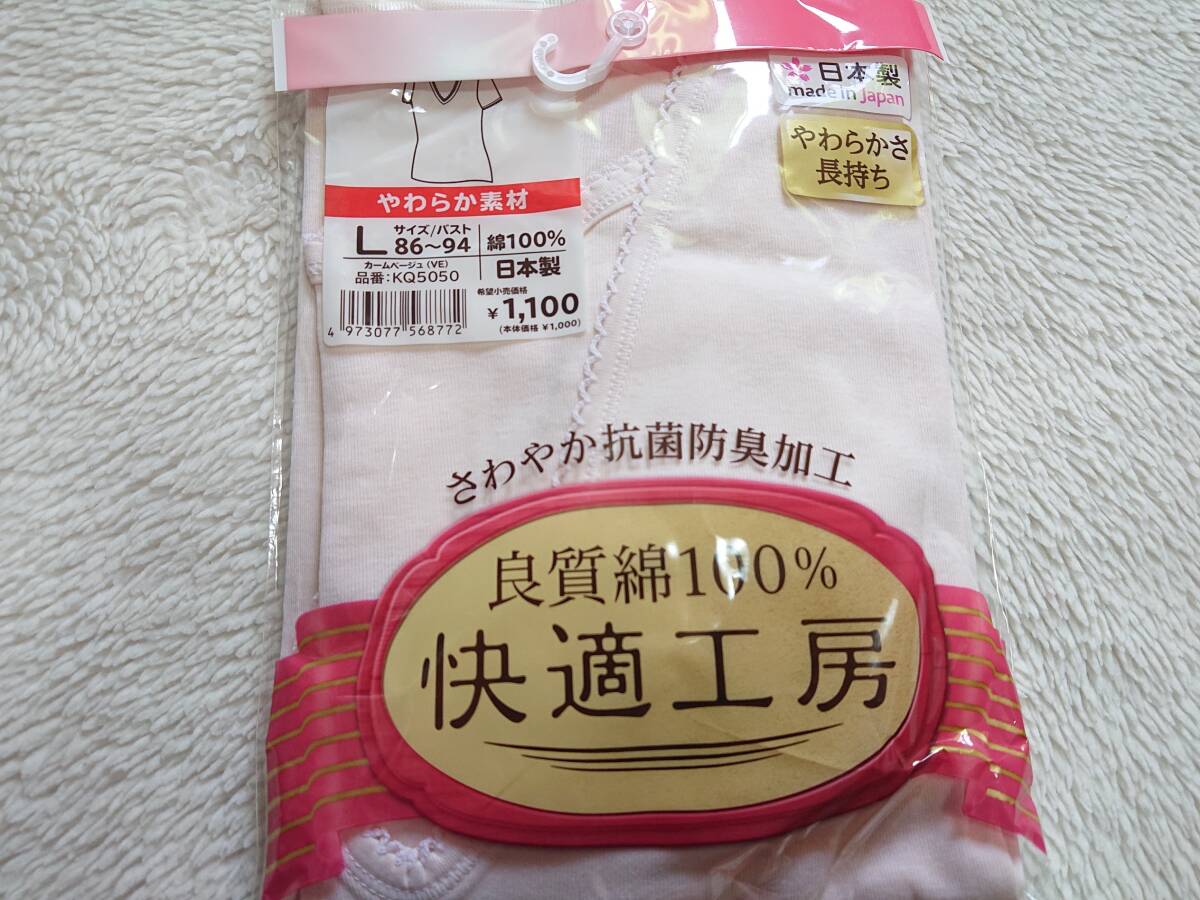 日本製
made in Japan
やわらかさ
長持ち
やわらか素材
L
サイズ/バスト
86~94
綿100%
カームベージュ(VE)
品番:KQ5050
日本製
希望小売価格
¥1,100
(本体価格 ¥1,000)
4 973077 568772
さわやか抗菌防臭加工
良質綿100%
快適工房